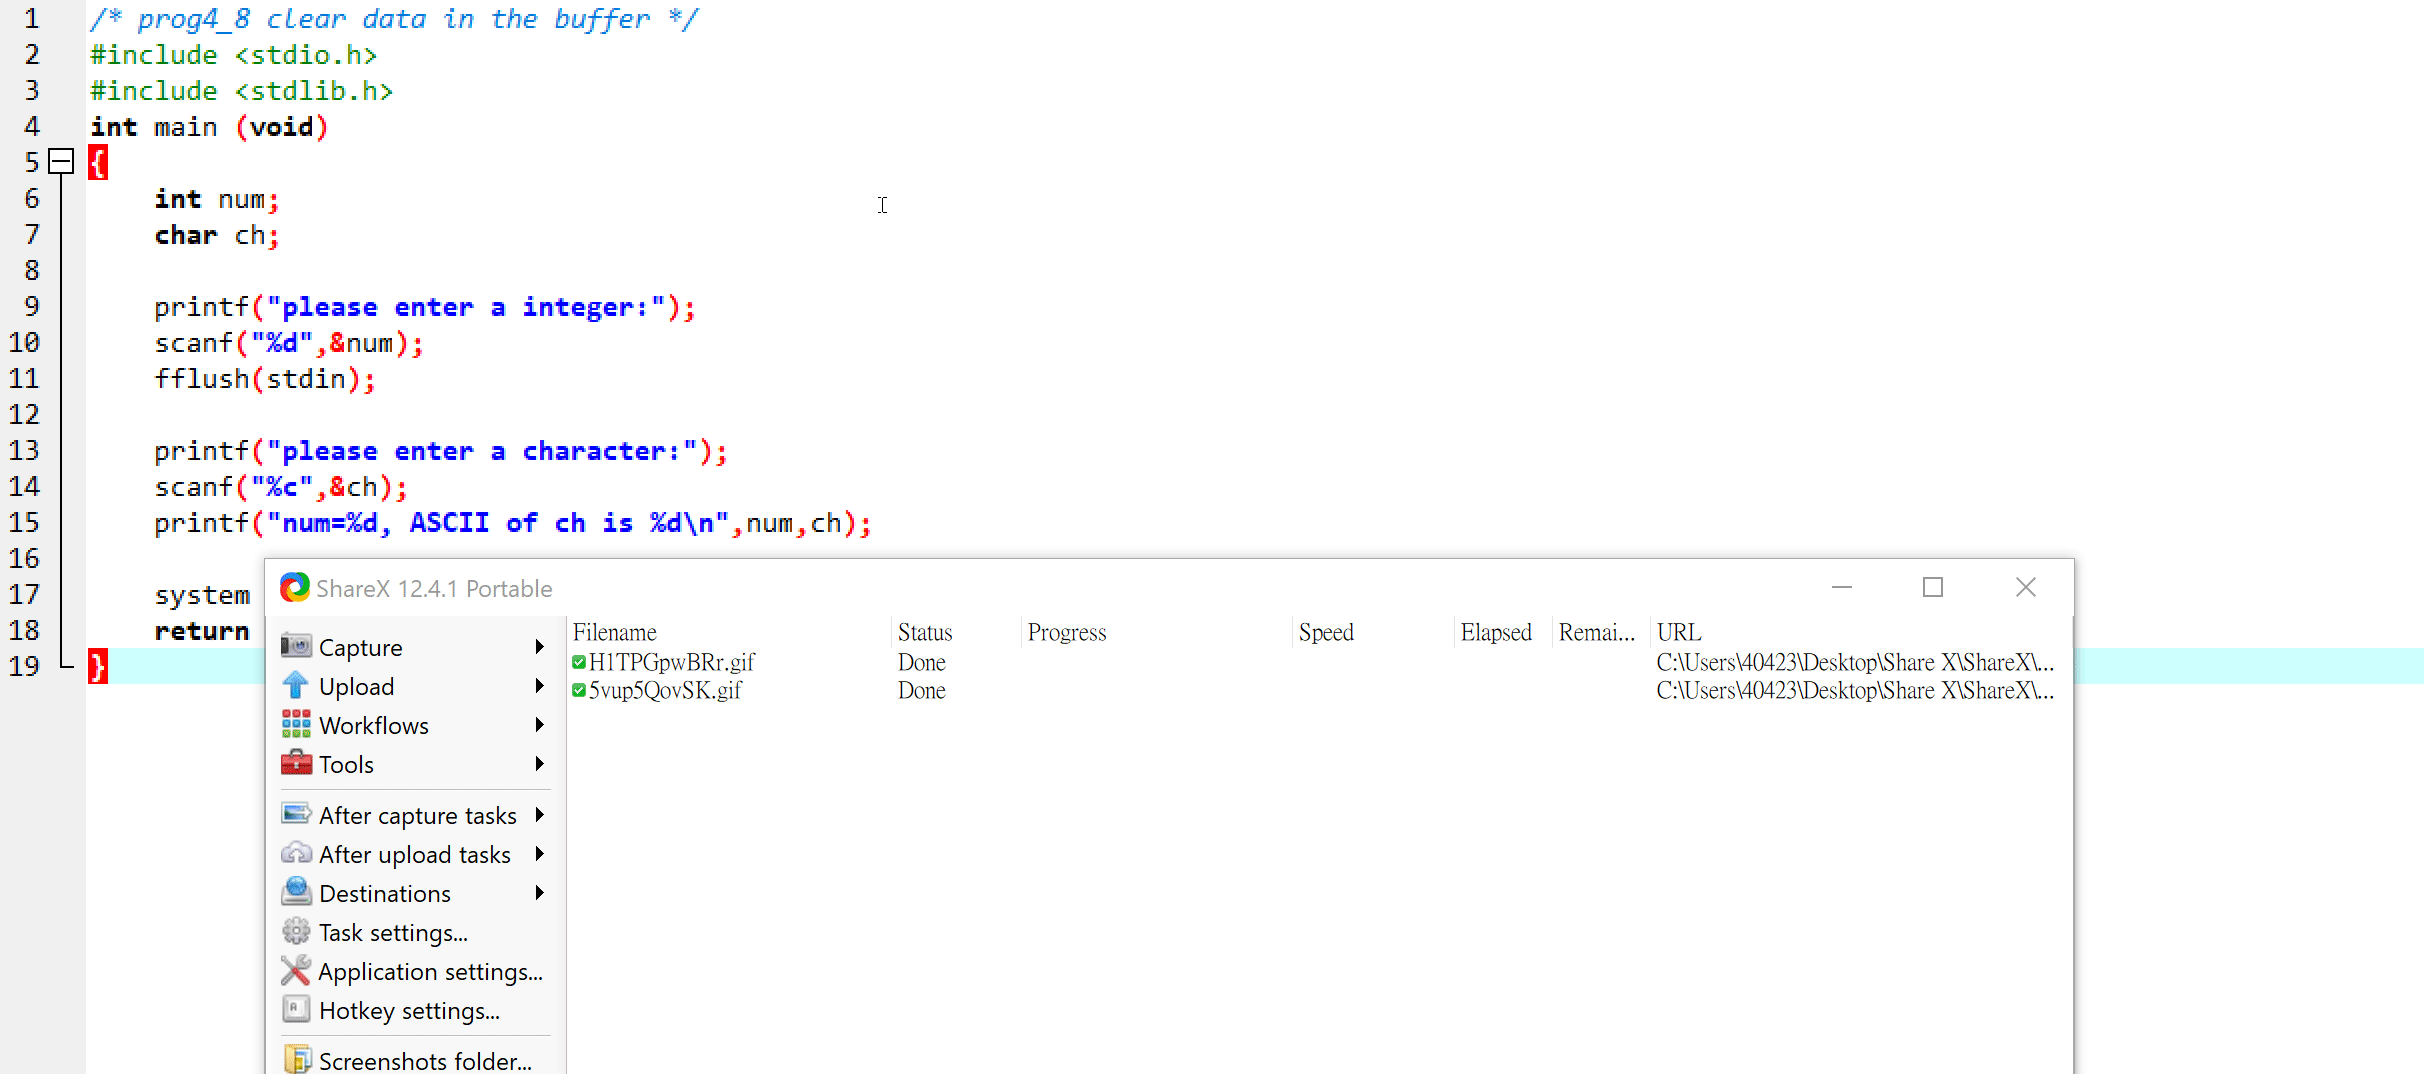 1 /* prog4_8 clear data in the buffer */
2 #include <stdio.h>
3 #include <stdlib.h>
4 int main (void)
5 {
6 int num;
7 char ch;
8
9 printf("please enter a integer:");
10 scanf("%d",&num);
11 fflush(stdin);
12
13 printf("please enter a character:");
14 scanf("%c",&ch);
15 printf("num=%d, ASCII of ch is %d\n",num,ch);
16
17 system
18 return
19 }
ShareX 12.4.1 Portable
Capture
Upload
Workflows
Tools
After capture tasks
After upload tasks
Destinations
Task settings...
Application settings...
Hotkey settings...
Screenshots folder...
Filename Status Progress Speed Elapsed Remai... URL
H1TPGpwBRr.gif Done C:\Users\40423\Desktop\Share X\ShareX\...
5vup5QovSK.gif Done C:\Users\40423\Desktop\Share X\ShareX\...